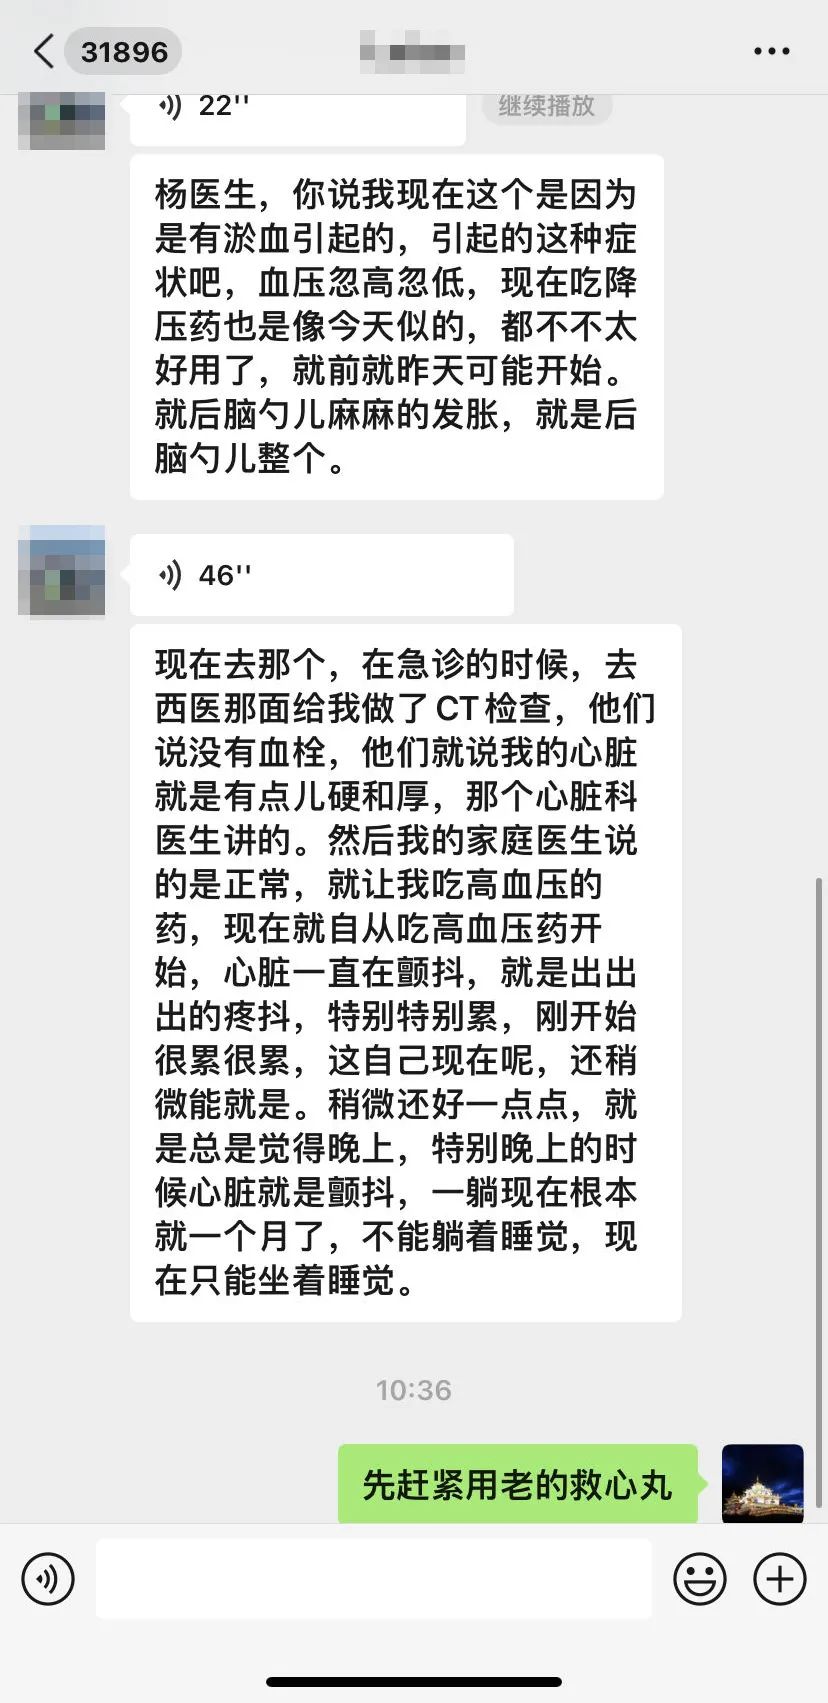 31896
22''
继续播放
杨医生，你说我现在这个是因为
是有淤血引起的，引起的这种症
状吧，血压忽高忽低，现在吃降
压药也是像今天似的，都不不太
好用了，就前就昨天可能开始。
就后脑勺儿麻麻的发胀，就是后
脑勺儿整个。
46''
现在去那个，在急诊的时候，去
西医那面给我做了CT检查，他们
说没有血栓，他们就说我的心脏
就是有点儿硬和厚，那个心脏科
医生讲的。然后我的家庭医生说
的是正常，就让我吃高血压的
药，现在就自从吃高血压药开
始，心脏一直在颤抖，就是出出
出的疼抖，特别特别累，刚开始
很累很累，这自己现在呢，还稍
微能就是。稍微还好一点点，就
是总是觉得晚上，特别晚上的时
候心脏就是颤抖，一躺现在根本
就一个月了，不能躺着睡觉，现
在只能坐着睡觉。
10:36
先赶紧用老的救心丸